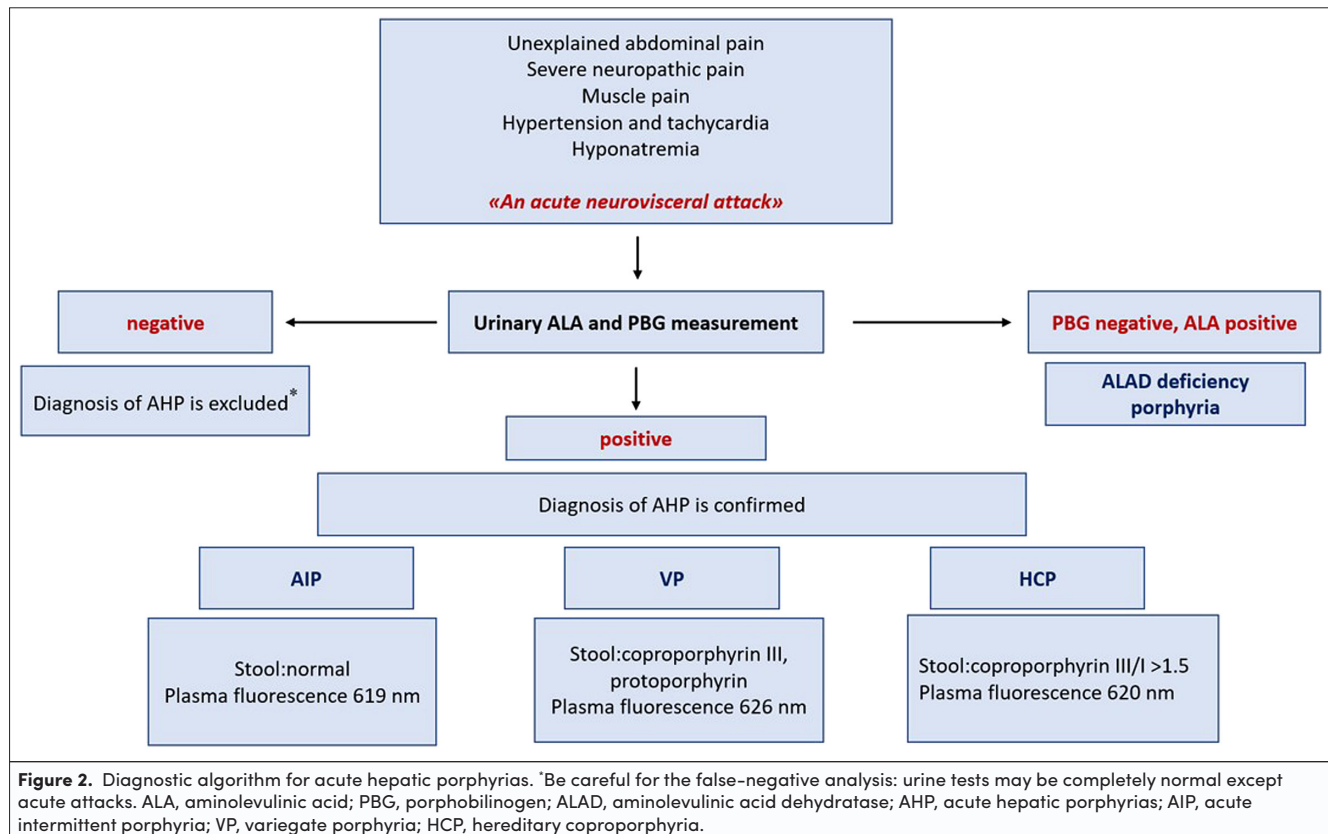 Unexplained abdominal pain
Severe neuropathic pain
Muscle pain
Hypertension and tachycardia
Hyponatremia
«An acute neurovisceral attack»
negative
Urinary ALA and PBG measurement
PBG negative, ALA positive
Diagnosis of AHP is excluded*
ALAD deficiency
porphyria
positive
Diagnosis of AHP is confirmed
AIP
VP
HCP
Stool:normal
Plasma fluorescence 619 nm
Stool:coproporphyrin III,
protoporphyrin
Plasma fluorescence 626 nm
Stool:coproporphyrin III/I >1.5
Plasma fluorescence 620 nm
Figure 2. Diagnostic algorithm for acute hepatic porphyrias. *Be careful for the false-negative analysis: urine tests may be completely normal except
acute attacks. ALA, aminolevulinic acid; PBG, porphobilinogen; ALAD, aminolevulinic acid dehydratase; AHP, acute hepatic porphyrias; AIP, acute
intermittent porphyria; VP, variegate porphyria; HCP, hereditary coproporphyria.